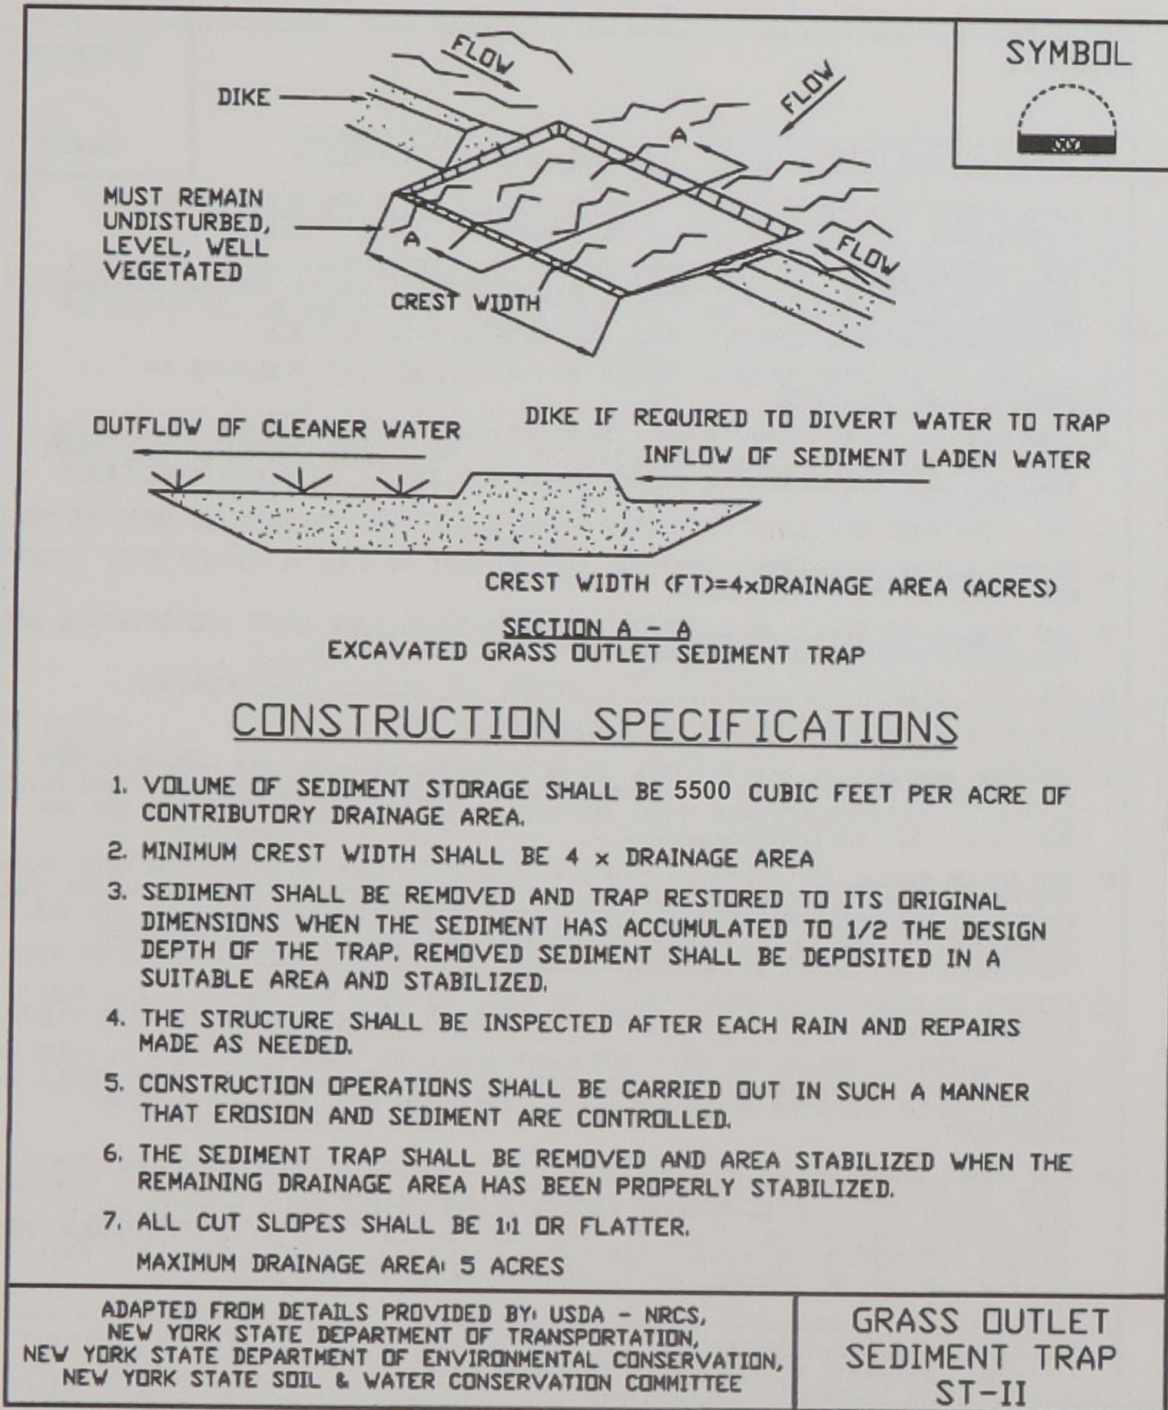 SYMBOL
FLOW
FLOW
DIKE
A
MUST REMAIN
UNDISTURBED,
LEVEL, WELL
VEGETATED
A
FLOW
CREST WIDTH
OUTFLOW OF CLEANER WATER
DIKE IF REQUIRED TO DIVERT WATER TO TRAP
INFLOW OF SEDIMENT LADEN WATER
CREST WIDTH (FT)=4xDRAINAGE AREA (ACRES)
SECTION A - A
EXCAVATED GRASS OUTLET SEDIMENT TRAP
CONSTRUCTION SPECIFICATIONS
1. VOLUME OF SEDIMENT STORAGE SHALL BE 5500 CUBIC FEET PER ACRE OF
CONTRIBUTORY DRAINAGE AREA.
2. MINIMUM CREST WIDTH SHALL BE 4 x DRAINAGE AREA
3. SEDIMENT SHALL BE REMOVED AND TRAP RESTORED TO ITS ORIGINAL
DIMENSIONS WHEN THE SEDIMENT HAS ACCUMULATED TO 1/2 THE DESIGN
DEPTH OF THE TRAP. REMOVED SEDIMENT SHALL BE DEPOSITED IN A
SUITABLE AREA AND STABILIZED.
4. THE STRUCTURE SHALL BE INSPECTED AFTER EACH RAIN AND REPAIRS
MADE AS NEEDED.
5. CONSTRUCTION OPERATIONS SHALL BE CARRIED OUT IN SUCH A MANNER
THAT EROSION AND SEDIMENT ARE CONTROLLED.
6. THE SEDIMENT TRAP SHALL BE REMOVED AND AREA STABILIZED WHEN THE
REMAINING DRAINAGE AREA HAS BEEN PROPERLY STABILIZED.
7. ALL CUT SLOPES SHALL BE 1:1 OR FLATTER.
MAXIMUM DRAINAGE AREA: 5 ACRES
ADAPTED FROM DETAILS PROVIDED BY: USDA - NRCS,
NEW YORK STATE DEPARTMENT OF TRANSPORTATION,
NEW YORK STATE DEPARTMENT OF ENVIRONMENTAL CONSERVATION,
NEW YORK STATE SOIL & WATER CONSERVATION COMMITTEE
GRASS OUTLET
SEDIMENT TRAP
ST-II